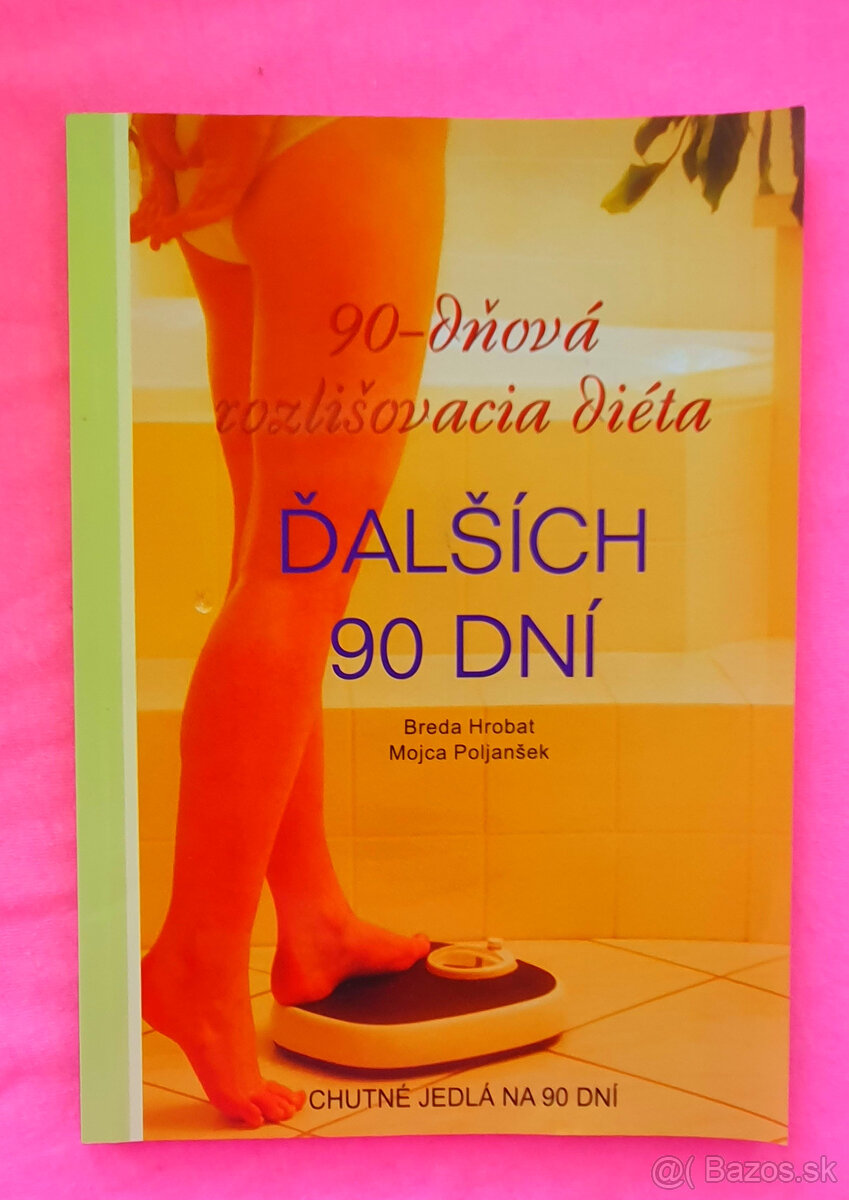 90-dňová
rozlišovacia diéta
ĎALŠÍCH
90 DNÍ
Breda Hrobat
Mojca Poljanšek
CHUTNÉ JEDLÁ NA 90 DNÍ
@( Bazos.sk